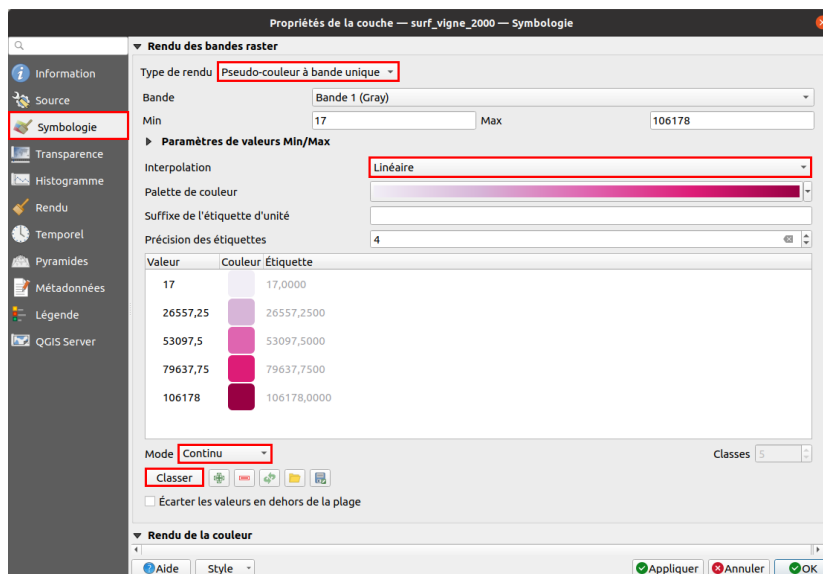 Propriétés de la couche — surf_vigne_2000 — Symbologie
Information
Source
Symbologie
Transparence
Histogramme
Rendu
Temporel
Pyramides
Métadonnées
Légende
QGIS Server
Rendu des bandes raster
Type de rendu Pseudo-couleur à bande unique
Bande Bande 1 (Gray)
Min 17 Max 106178
Paramètres de valeurs Min/Max
Interpolation Linéaire
Palette de couleur
Suffixe de l'étiquette d'unité
Précision des étiquettes 4
Valeur Couleur Étiquette
17 17,0000
26557,25 26557,2500
53097,5 53097,5000
79637,75 79637,7500
106178 106178,0000
Mode Continu Classes 5
Classer
Écarter les valeurs en dehors de la plage
Rendu de la couleur
Aide Style Appliquer Annuler OK